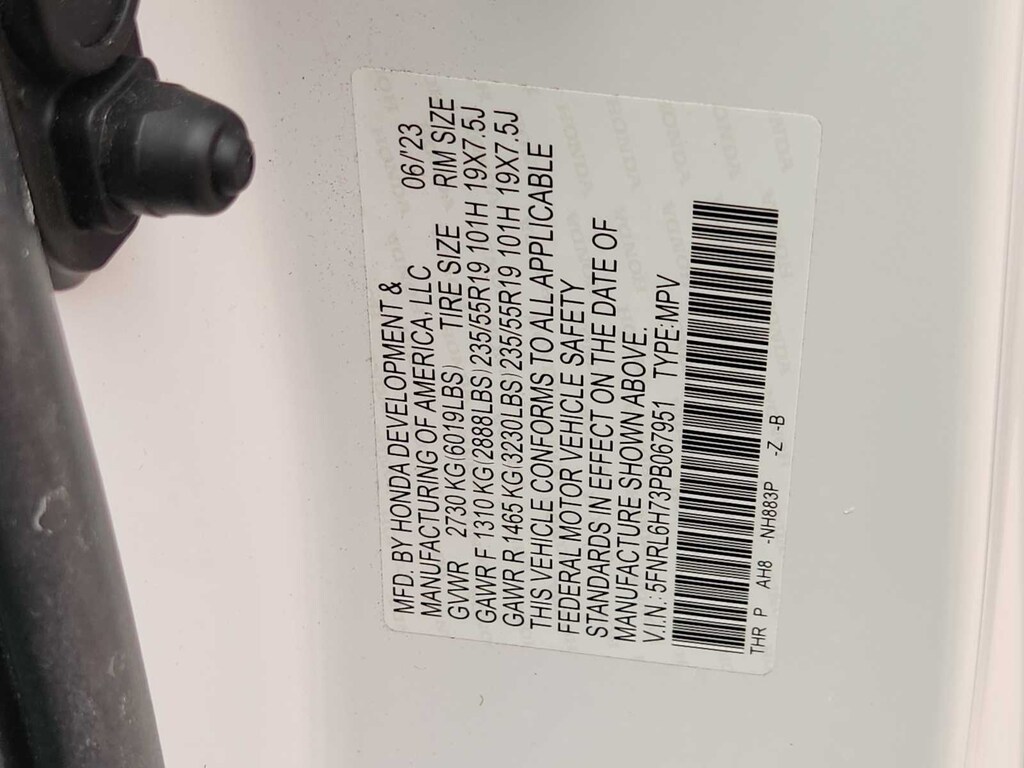 MFD. BY HONDA DEVELOPMENT &
MANUFACTURING OF AMERICA, LLC 06/'23
GVWR 2730 KG(6019LBS) TIRE SIZE RIM SIZE
GAWR F 1310 KG(2888LBS)235/55R19 101H 19X7.5J
GAWR R 1465 KG(3230LBS)235/55R19 101H 19X7.5J
THIS VEHICLE CONFORMS TO ALL APPLICABLE
FEDERAL MOTOR VEHICLE SAFETY
STANDARDS IN EFFECT ON THE DATE OF
MANUFACTURE SHOWN ABOVE.
V.I.N.:5FNRL6H73PB067951 TYPE:MPV
THR P AH8 -NH883P -Z -B